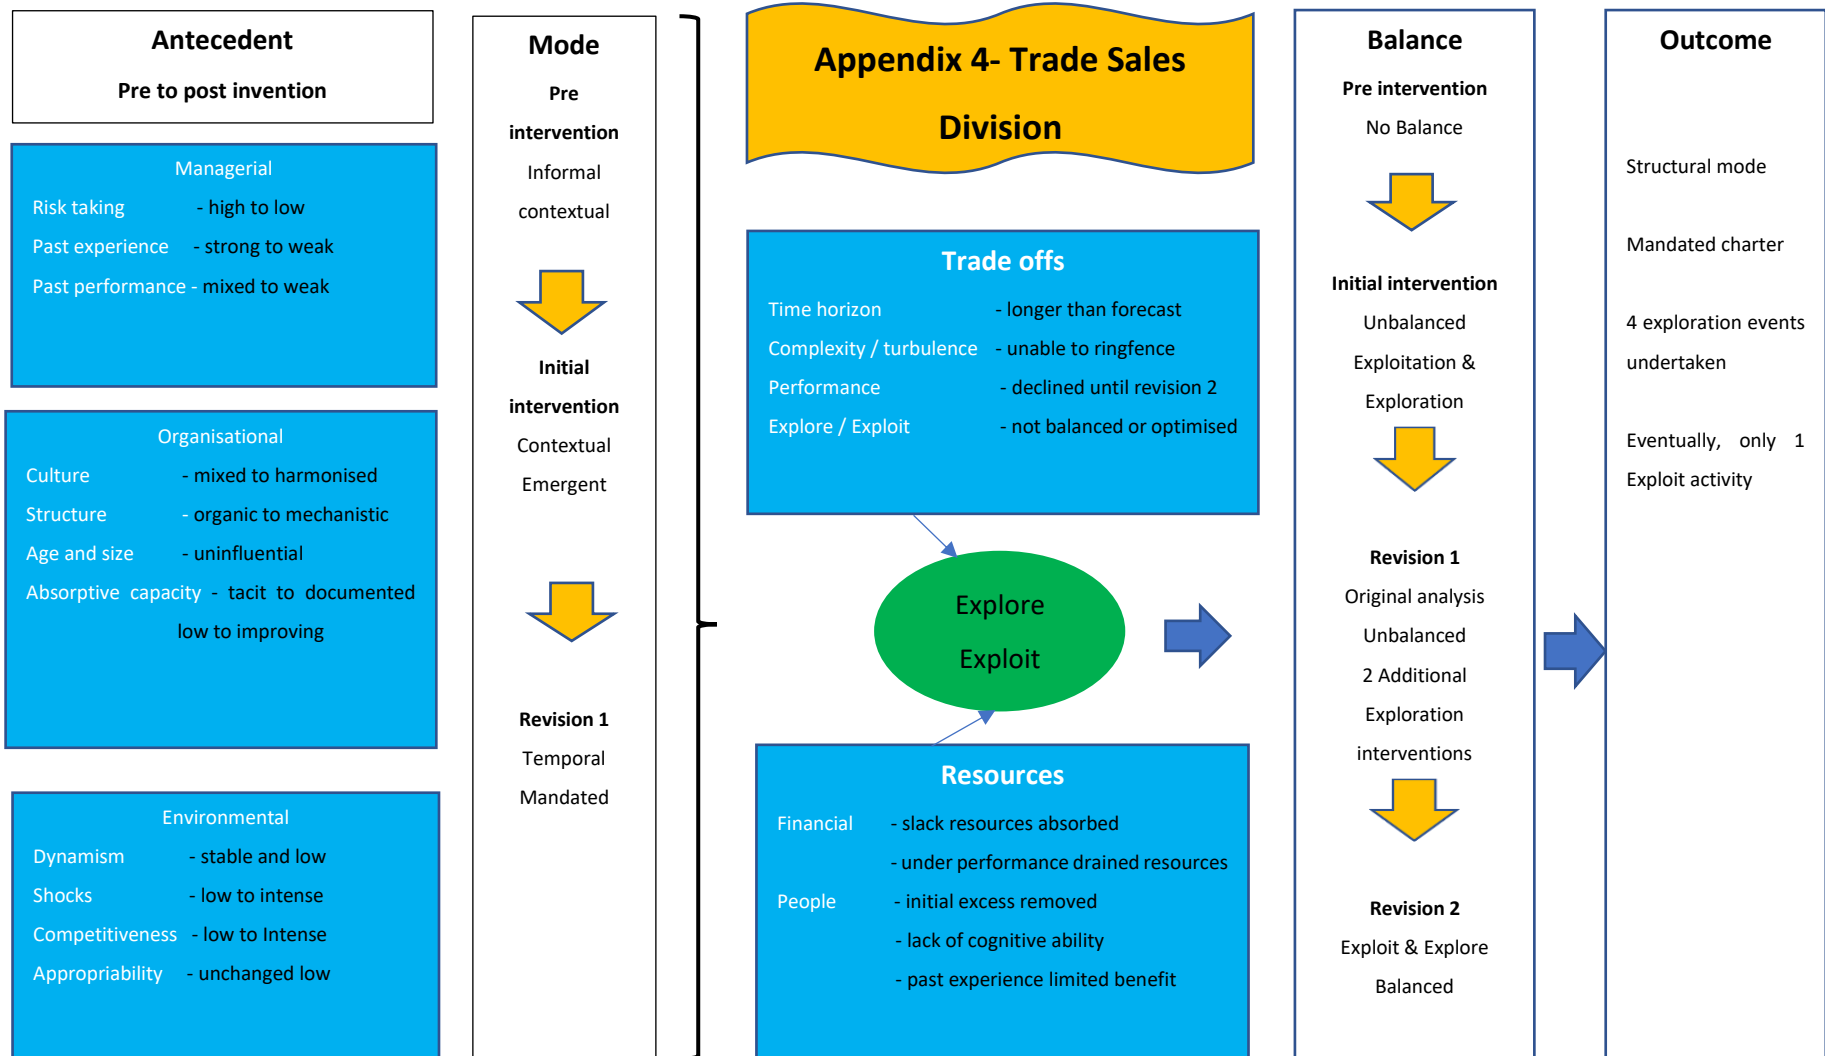 Antecedent
Pre to post invention
Managerial
Risk taking - high to low
Past experience - strong to weak
Past performance - mixed to weak
Organisational
Culture - mixed to harmonised
Structure - organic to mechanistic
Age and size - uninfluential
Absorptive capacity - tacit to documented
low to improving
Environmental
Dynamism - stable and low
Shocks - low to intense
Competitiveness - low to Intense
Appropriability - unchanged low
Mode
Pre
intervention
Informal
contextual
Initial
intervention
Contextual
Emergent
Revision 1
Temporal
Mandated
Appendix 4- Trade Sales
Division
Trade offs
Time horizon - longer than forecast
Complexity / turbulence - unable to ringfence
Performance - declined until revision 2
Explore / Exploit - not balanced or optimised
Explore
Exploit
Resources
Financial - slack resources absorbed
- under performance drained resources
People - initial excess removed
- lack of cognitive ability
- past experience limited benefit
Balance
Pre intervention
No Balance
Initial intervention
Unbalanced
Exploitation &
Exploration
Revision 1
Original analysis
Unbalanced
2 Additional
Exploration
interventions
Revision 2
Exploit & Explore
Balanced
Outcome
Structural mode
Mandated charter
4 exploration events
undertaken
Eventually, only 1
Exploit activity